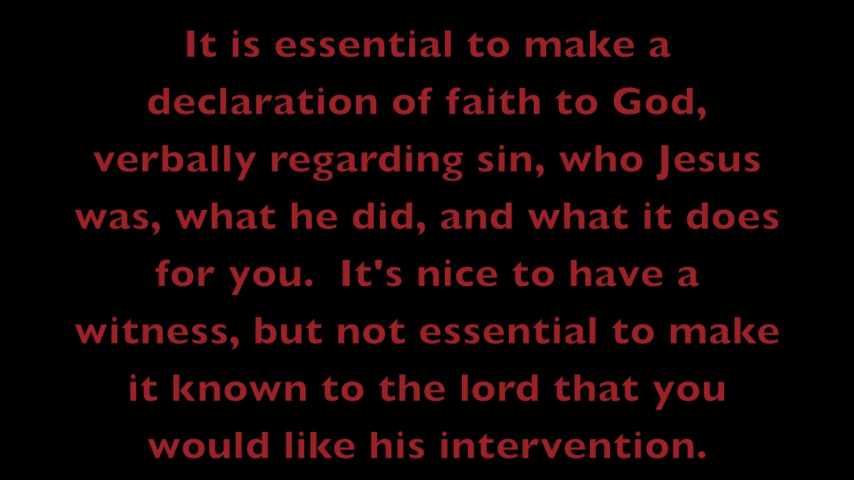 It is essential to make a
declaration of faith to God,
verbally regarding sin, who Jesus
was, what he did, and what it does
for you.  It's nice to have a
witness, but not essential to make
it known to the lord that you
would like his intervention.